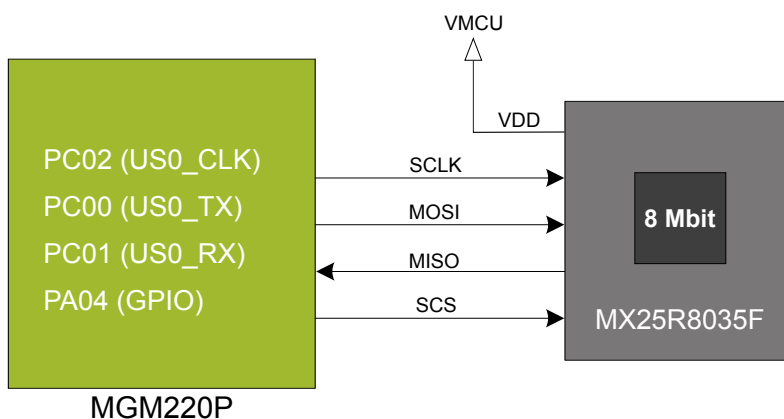 VMCU
VDD
PC02 (US0_CLK)
SCLK
PC00 (US0_TX)
MOSI
8 Mbit
PC01 (US0_RX)
MISO
PA04 (GPIO)
SCS
MX25R8035F
MGM220P